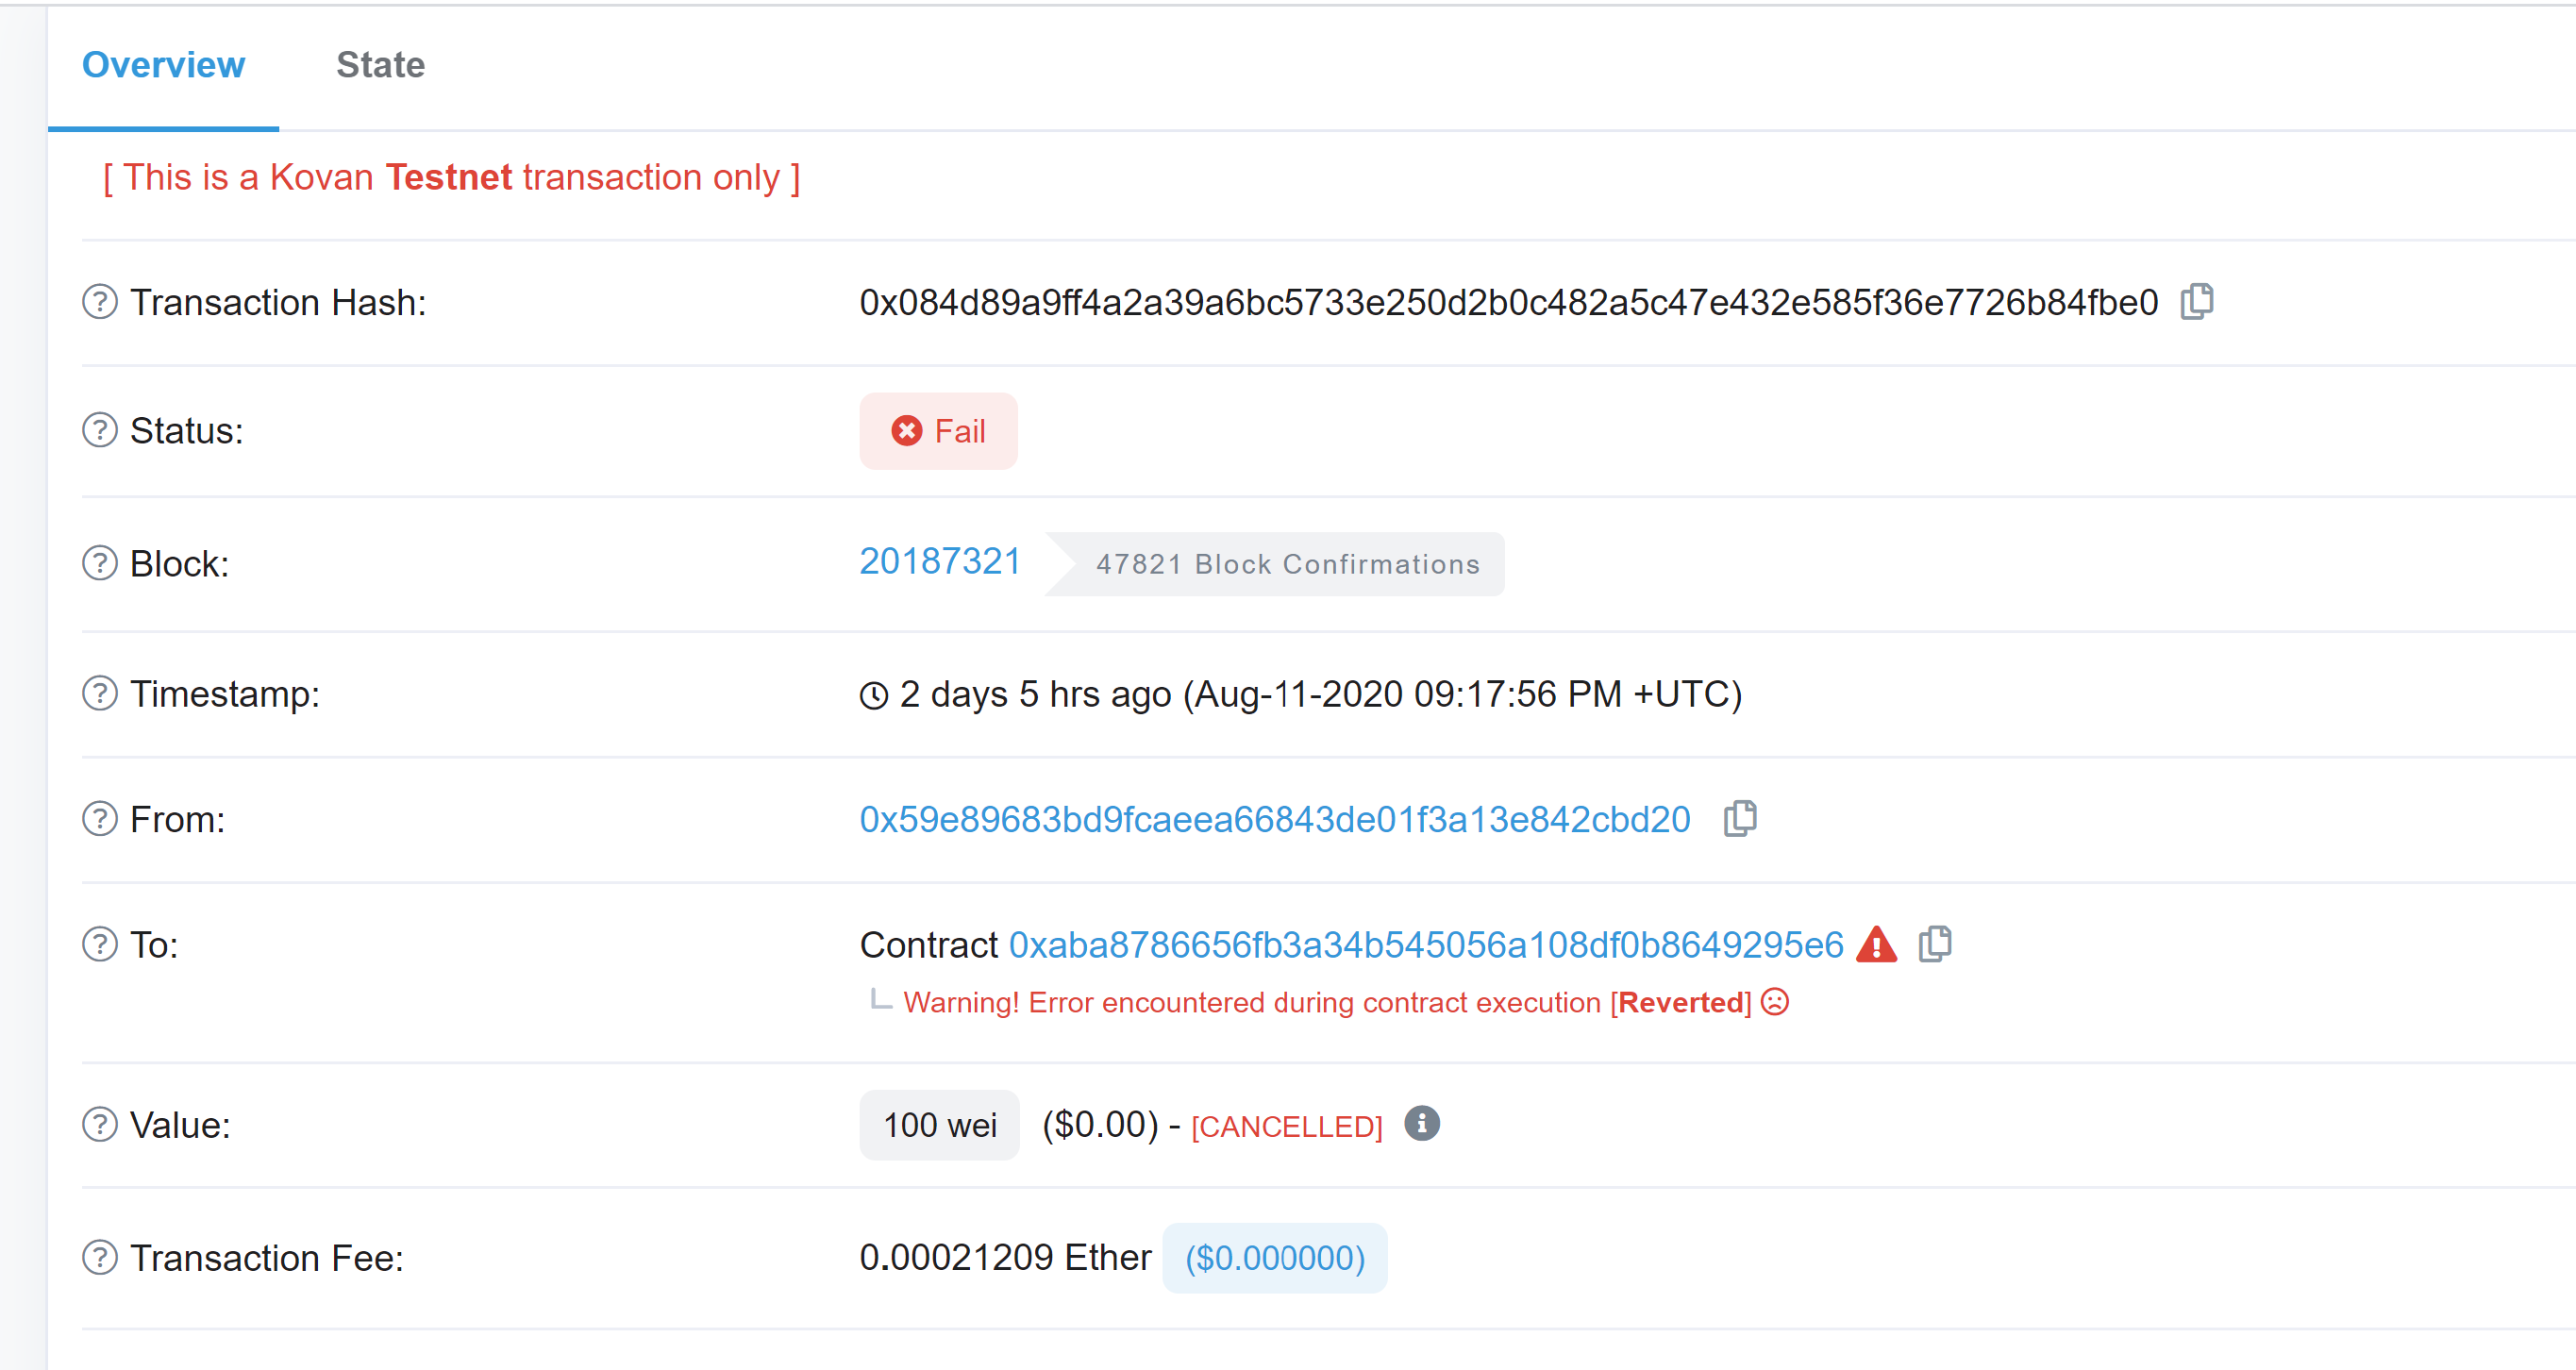 Overview State
[ This is a Kovan Testnet transaction only ]
Transaction Hash: 0x084d89a9ff4a2a39a6bc5733e250d2b0c482a5c47e432e585f36e7726b84fbe0
Status: Fail
Block: 20187321 47821 Block Confirmations
Timestamp: 2 days 5 hrs ago (Aug-11-2020 09:17:56 PM +UTC)
From: 0x59e89683bd9fcaeea66843de01f3a13e842cbd20
To: Contract 0xaba8786656fb3a34b545056a108df0b8649295e6
Warning! Error encountered during contract execution [Reverted]
Value: 100 wei ($0.00) - [CANCELLED]
Transaction Fee: 0.00021209 Ether ($0.000000)